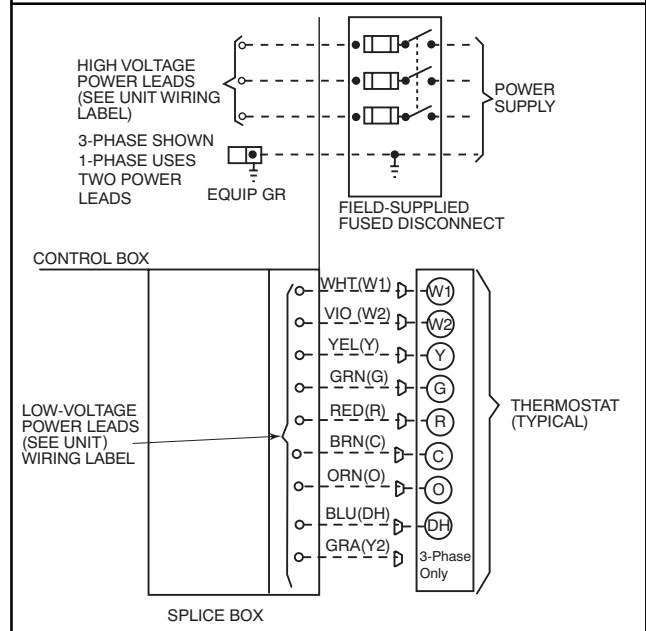 HIGH VOLTAGE
POWER LEADS
(SEE UNIT WIRING
LABEL)
POWER
SUPPLY
3-PHASE SHOWN
1-PHASE USES
TWO POWER
LEADS
EQUIP GR
FIELD-SUPPLIED
FUSED DISCONNECT
CONTROL BOX
WHT(W1)
W1
VIO (W2)
W2
YEL(Y)
Y
GRN(G)
G
RED(R)
R
BRN(C)
C
ORN(O)
O
BLU(DH)
DH
GRA(Y2)
3-Phase
Only
LOW-VOLTAGE
POWER LEADS
(SEE UNIT)
WIRING LABEL
THERMOSTAT
(TYPICAL)
SPLICE BOX